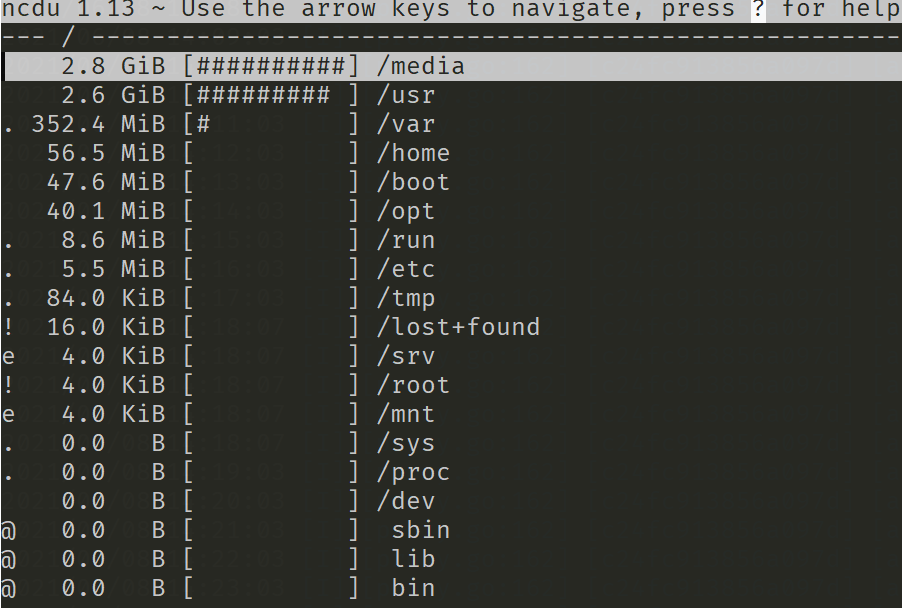 ncdu 1.13 ~ Use the arrow keys to navigate, press ? for help
--- / ------------------------------------------------------
    2.8 GiB [##########] /media
    2.6 GiB [######### ] /usr
. 352.4 MiB [#         ] /var
   56.5 MiB [          ] /home
   47.6 MiB [          ] /boot
   40.1 MiB [          ] /opt
.   8.6 MiB [          ] /run
.   5.5 MiB [          ] /etc
.  84.0 KiB [          ] /tmp
!  16.0 KiB [          ] /lost+found
e   4.0 KiB [          ] /srv
!   4.0 KiB [          ] /root
e   4.0 KiB [          ] /mnt
.   0.0   B [          ] /sys
.   0.0   B [          ] /proc
    0.0   B [          ] /dev
@   0.0   B [          ]  sbin
@   0.0   B [          ]  lib
@   0.0   B [          ]  bin